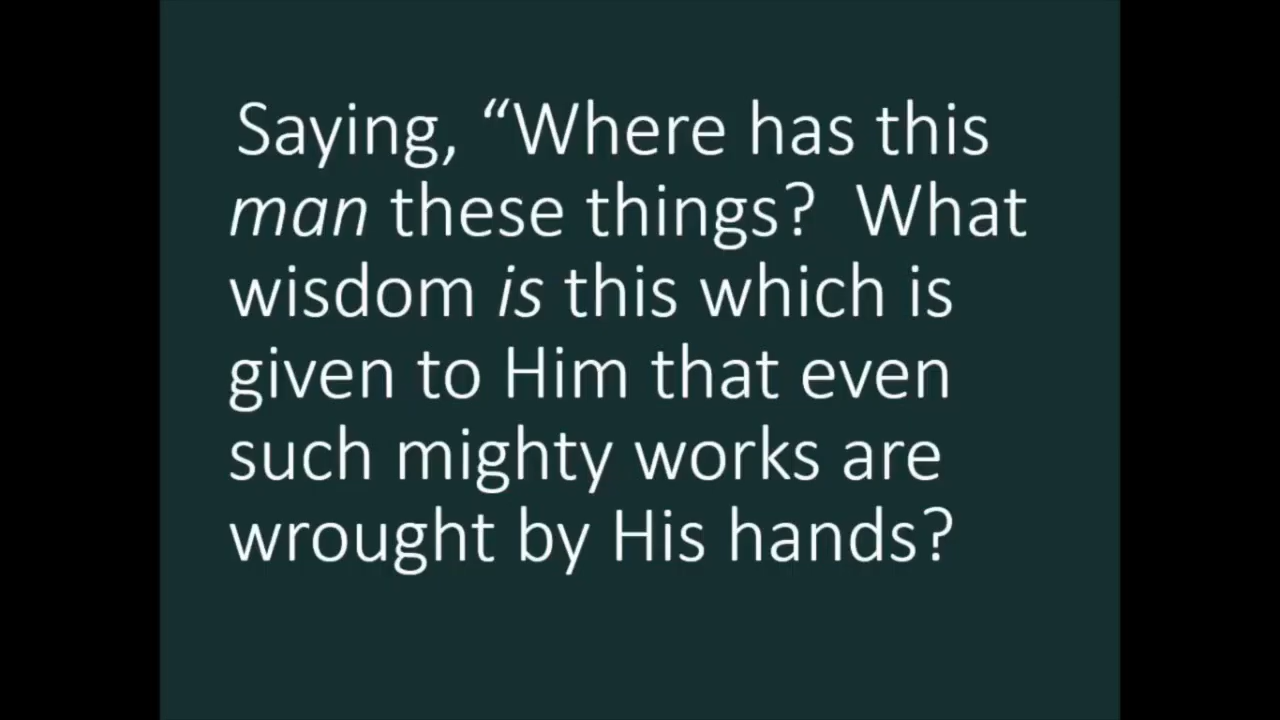 Saying, “Where has this
man these things?  What
wisdom is this which is
given to Him that even
such mighty works are
wrought by His hands?